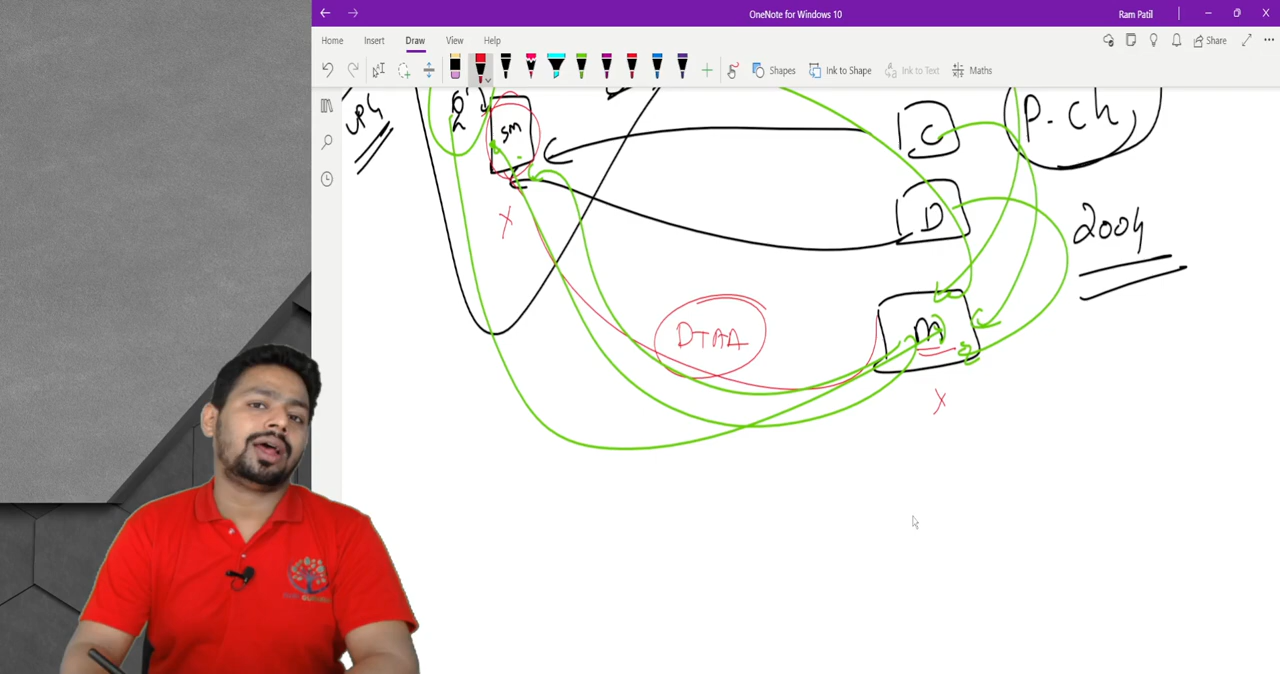 OneNote for Windows 10
Ram Patil
Home Insert Draw View Help
Share
Shapes
Ink to Shape
Ink to Text
Maths
SM
C
P. Ch,
D
2004
X
DTAA
M
X